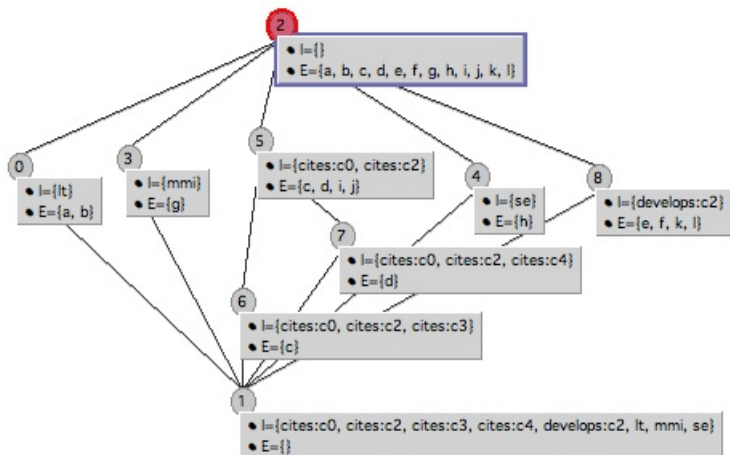 2
• I={}
• E={a, b, c, d, e, f, g, h, i, j, k, l}
0
• I={lt}
• E={a, b}
3
• I={mmi}
• E={g}
5
• I={cites:c0, cites:c2}
• E={c, d, i, j}
4
• I={se}
• E={h}
8
• I={develops:c2}
• E={e, f, k, l}
7
• I={cites:c0, cites:c2, cites:c4}
• E={d}
6
• I={cites:c0, cites:c2, cites:c3}
• E={c}
1
• I={cites:c0, cites:c2, cites:c3, cites:c4, develops:c2, lt, mmi, se}
• E={}